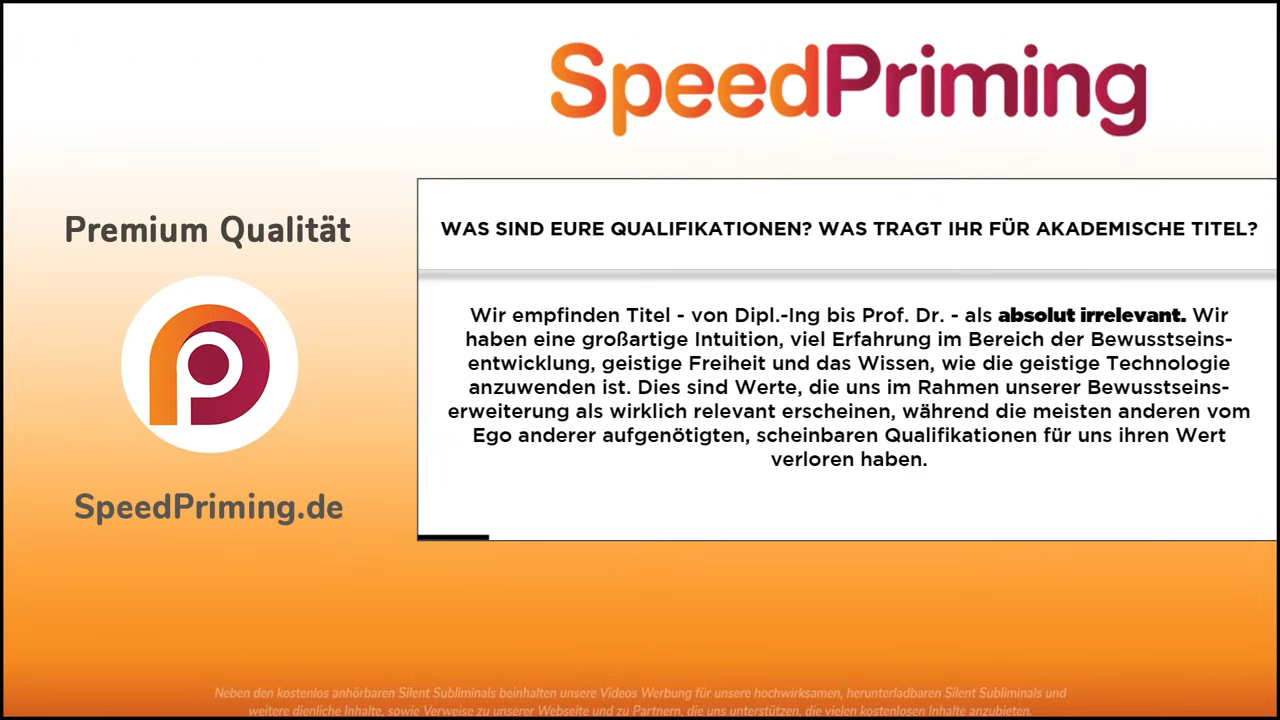 SpeedPriming
Premium Qualität
SpeedPriming.de
WAS SIND EURE QUALIFIKATIONEN? WAS TRAGT IHR FÜR AKADEMISCHE TITEL?
Wir empfinden Titel - von Dipl.-Ing bis Prof. Dr. - als absolut irrelevant. Wir
haben eine großartige Intuition, viel Erfahrung im Bereich der Bewusstseins-
entwicklung, geistige Freiheit und das Wissen, wie die geistige Technologie
anzuwenden ist. Dies sind Werte, die uns im Rahmen unserer Bewusstseins-
erweiterung als wirklich relevant erscheinen, während die meisten anderen vom
Ego anderer aufgenötigten, scheinbaren Qualifikationen für uns ihren Wert
verloren haben.
Neben den kostenlos anhörbaren Silent Subliminals beinhalten unsere Videos Werbung für unsere hochwirksamen, herunterladbaren Silent Subliminals und
weitere dienliche Inhalte, sowie Verweise zu unserer Webseite und zu Partnern, die uns unterstützen, die vielen kostenlosen Inhalte anzubieten.